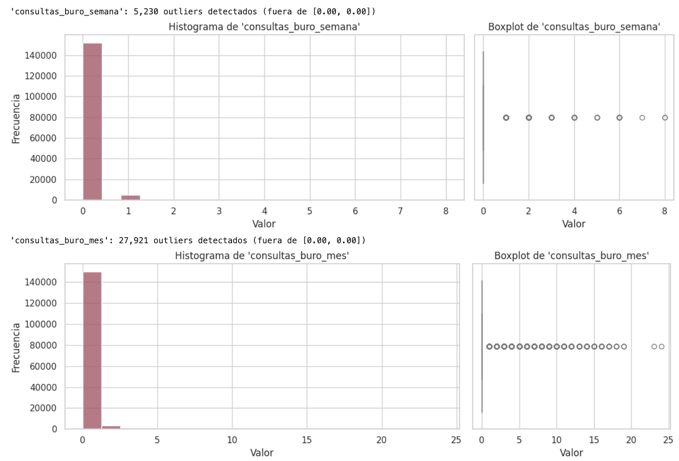 'consultas_buro_semana': 5,230 outliers detectados (fuera de [0.00, 0.00])
Histograma de 'consultas_buro_semana'
Boxplot de 'consultas_buro_semana'
140000
120000
100000
80000
60000
40000
20000
0
Frecuencia
0 1 2 3 4 5 6 7 8
Valor
0 2 4 6 8
Valor
'consultas_buro_mes': 27,921 outliers detectados (fuera de [0.00, 0.00])
Histograma de 'consultas_buro_mes'
Boxplot de 'consultas_buro_mes'
140000
120000
100000
80000
60000
40000
20000
0
Frecuencia
0 5 10 15 20 25
Valor
0 5 10 15 20 25
Valor